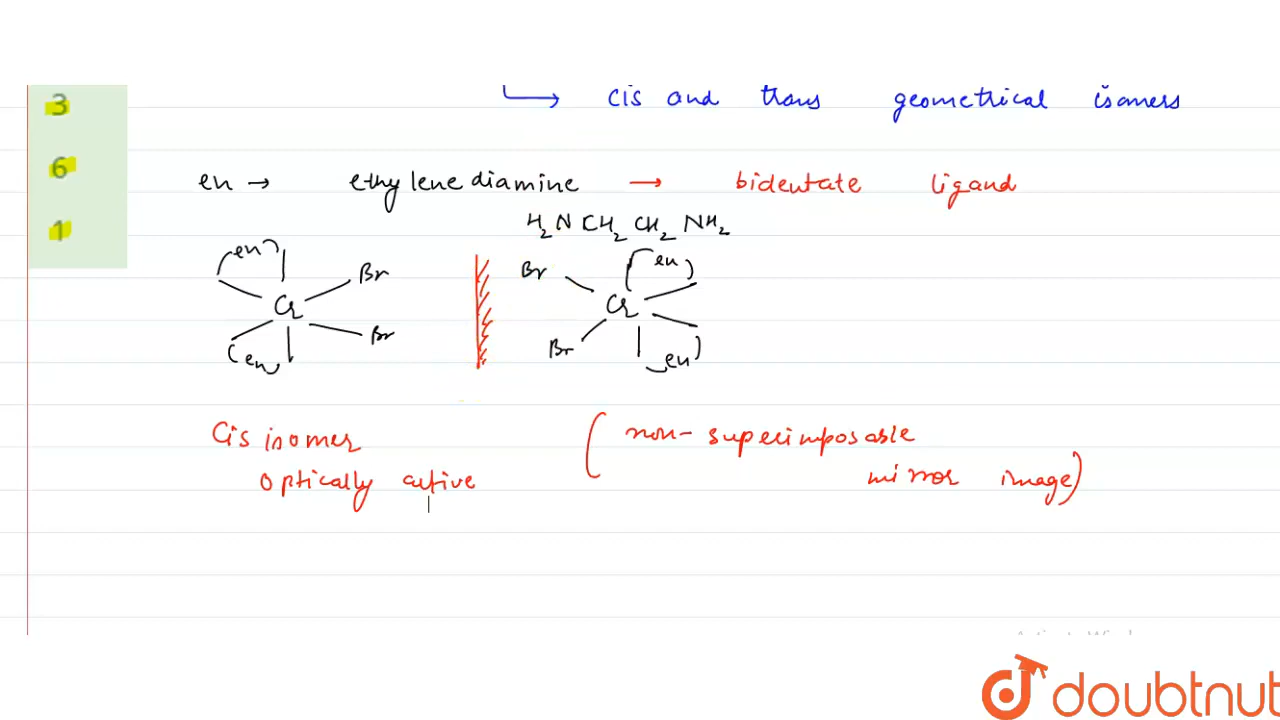 3
↳ cis and trans geometrical isomers
6
en → ethylene diamine → bidentate ligand
H2N CH2 CH2 NH2
1
en
Br
Cr
Br
en
Br
en
Cr
Br
en
Cis isomer
optically active
(non-superimposable
mirror image)
doubtnut